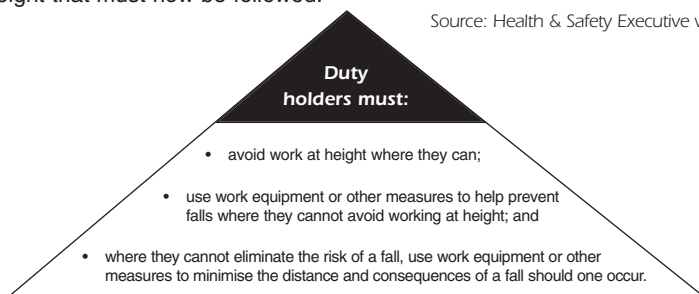 that must now be followed.
Source: Health & Safety Executive
Duty
holders must:
• avoid work at height where they can;
• use work equipment or other measures to help prevent
falls where they cannot avoid working at height; and
• where they cannot eliminate the risk of a fall, use work equipment or other
measures to minimise the distance and consequences of a fall should one occur.